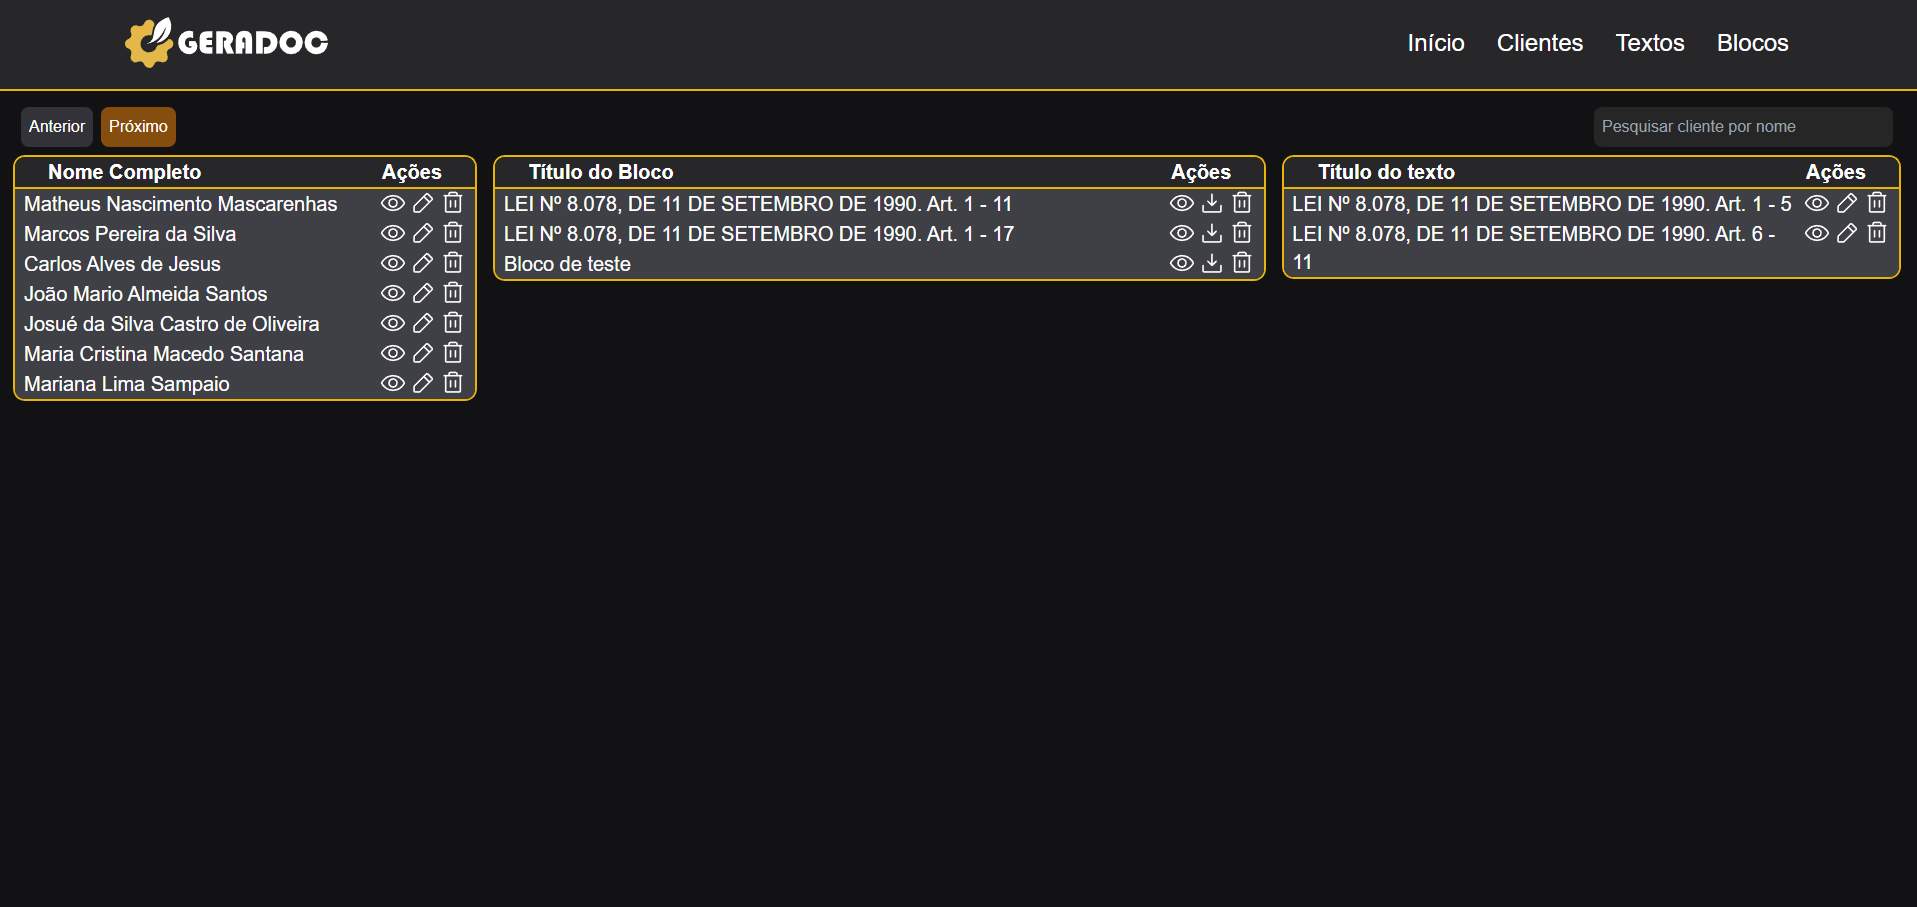 GERADOC
Início Clientes Textos Blocos
Anterior Próximo
Pesquisar cliente por nome
Nome Completo Ações
Matheus Nascimento Mascarenhas
Marcos Pereira da Silva
Carlos Alves de Jesus
João Mario Almeida Santos
Josué da Silva Castro de Oliveira
Maria Cristina Macedo Santana
Mariana Lima Sampaio
Título do Bloco Ações
LEI Nº 8.078, DE 11 DE SETEMBRO DE 1990. Art. 1 - 11
LEI Nº 8.078, DE 11 DE SETEMBRO DE 1990. Art. 1 - 17
Bloco de teste
Título do texto Ações
LEI Nº 8.078, DE 11 DE SETEMBRO DE 1990. Art. 1 - 5
LEI Nº 8.078, DE 11 DE SETEMBRO DE 1990. Art. 6 -
11